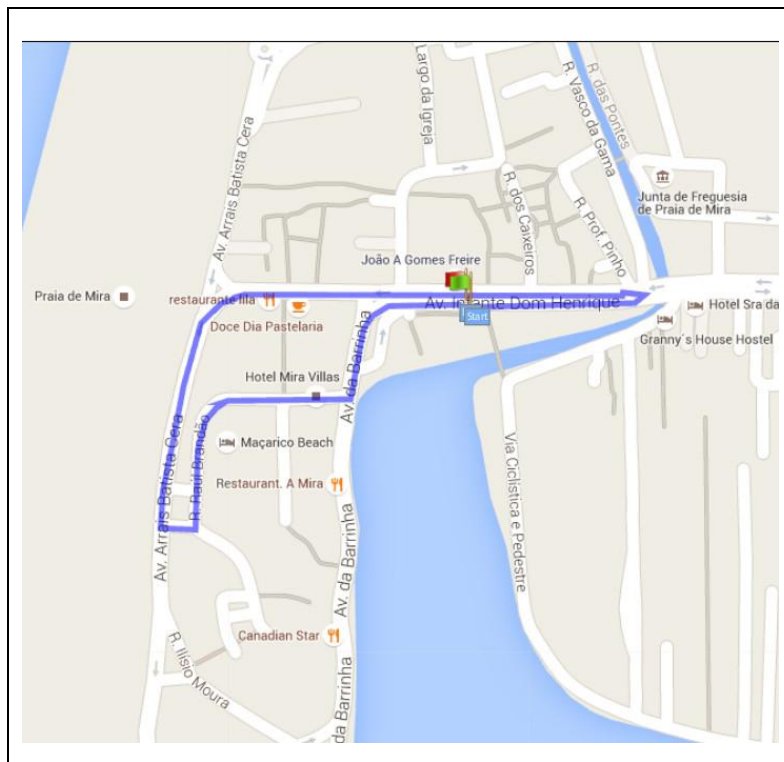 Largo da Igreja
R. Vasco da Gama
R. das Pontes
Av. Arrais Batista Cera
R. dos Caixeiros
R. Prof. Pinho
Junta de Freguesia
de Praia de Mira
João A Gomes Freire
Praia de Mira
restaurante lila
Av. Infante Dom Henrique
Start
Hotel Sra da
Doce Dia Pastelaria
Granny´s House Hostel
Av. da Barrinha
Hotel Mira Villas
Av. Arrais Batista Cera
R. Raúl Brandão
Maçarico Beach
Via Ciclistica e Pedestre
Restaurant. A Mira
Av. da Barrinha
Canadian Star
R. Ilísio Moura
da Barrinha